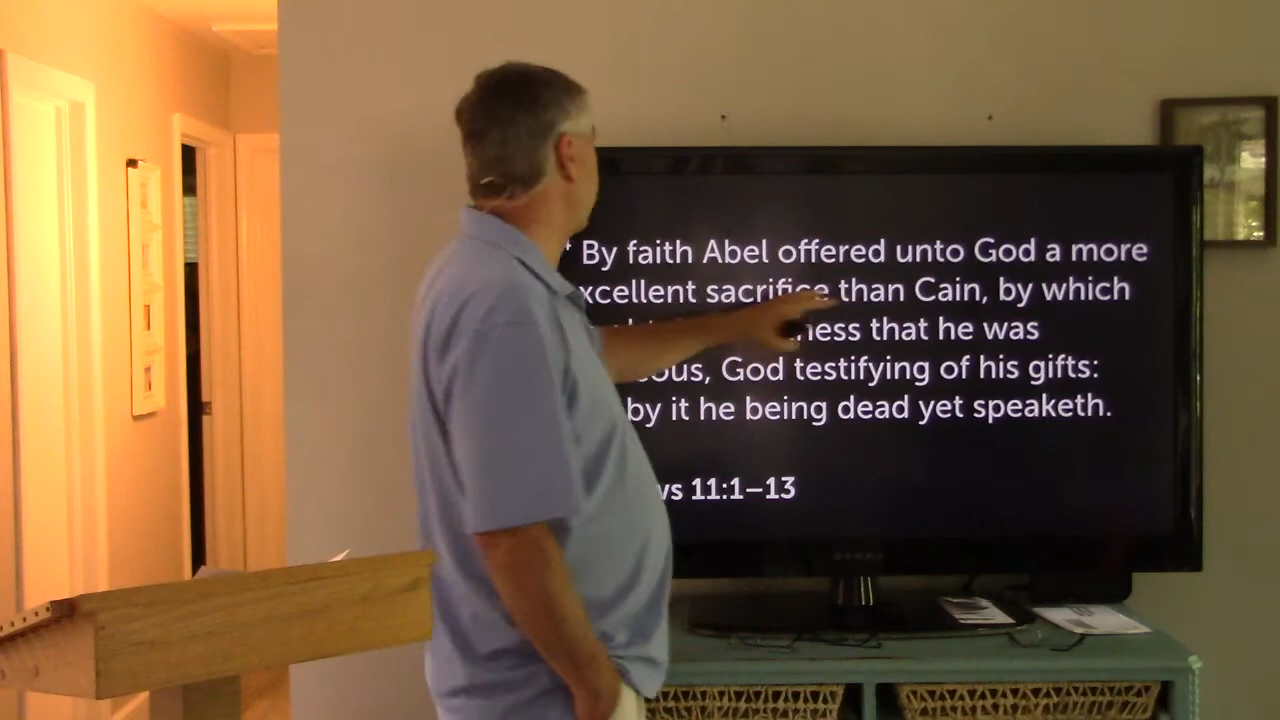 4 By faith Abel offered unto God a more
xcellent sacrifice than Cain, by which
ness that he was
ous, God testifying of his gifts:
by it he being dead yet speaketh.
ws 11:1–13